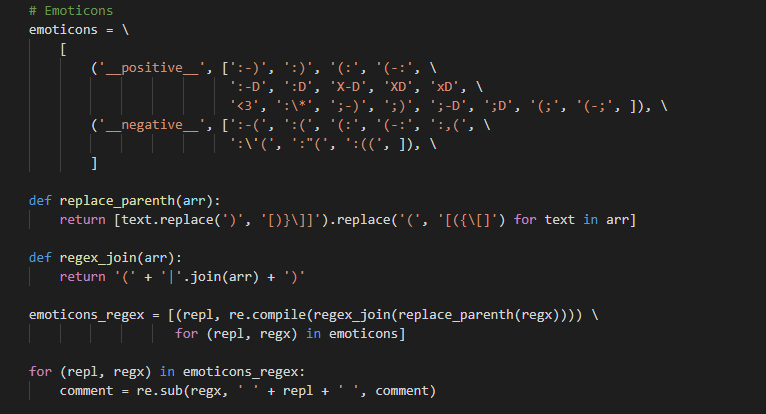 # Emoticons
emoticons = \
    [
        ('__positive__', [':-)', ':)', '(:', '(-:', \
                          ':-D', ':D', 'X-D', 'XD', 'xD', \
                          '<3', ':\*', ';-)', ';)', ';-D', ';D', '(;', '(-;', ]), \
        ('__negative__', [':-(', ':(', '(:', '(-:', ':,(', \
                          ':\'(', ':"(', ':((', ]), \
        ]
def replace_parenth(arr):
    return [text.replace(')', '[)}\]]').replace('(', '[({\[]') for text in arr]
def regex_join(arr):
    return '(' + '|'.join(arr) + ')'
emoticons_regex = [(repl, re.compile(regex_join(replace_parenth(regx)))) \
                   for (repl, regx) in emoticons]
for (repl, regx) in emoticons_regex:
    comment = re.sub(regx, ' ' + repl + ' ', comment)